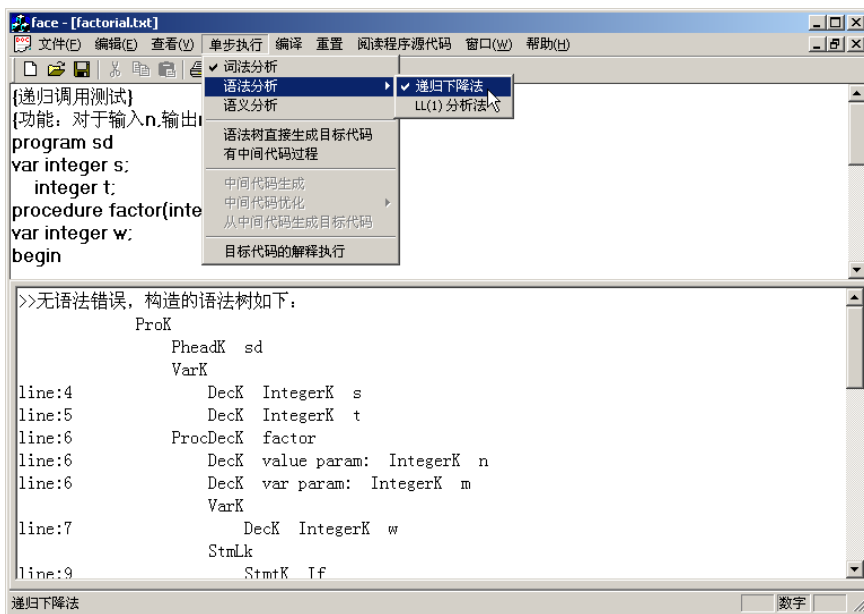 face - [factorial.txt]
文件(F) 编辑(E) 查看(V) 单步执行 编译 重置 阅读程序源代码 窗口(W) 帮助(H)
词法分析
语法分析
语义分析
语法树直接生成目标代码
有中间代码过程
中间代码生成
中间代码优化
从中间代码生成目标代码
目标代码的解释执行
递归下降法
LL(1) 分析法
{递归调用测试}
{功能：对于输入n,输出
program sd
var integer s;
integer t;
procedure factor(inte
var integer w;
begin
>>无语法错误，构造的语法树如下：
ProK
PheadK sd
VarK
line:4 DecK IntegerK s
line:5 DecK IntegerK t
line:6 ProcDecK factor
line:6 DecK value param: IntegerK n
line:6 DecK var param: IntegerK m
VarK
line:7 DecK IntegerK w
StmLk
line:9 StmtK If
递归下降法
数字